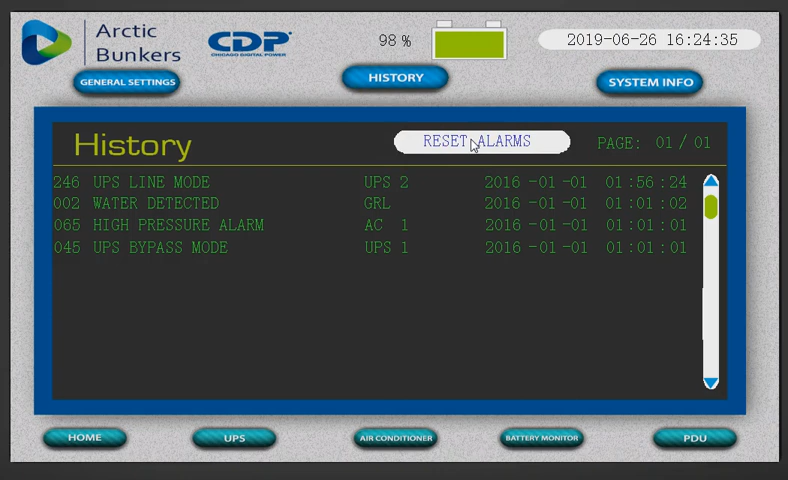 Arctic
Bunkers
CDP
CHICAGO DIGITAL POWER
98 %
2019-06-26 16:24:35
GENERAL SETTINGS
HISTORY
SYSTEM INFO
History
RESET ALARMS
PAGE: 01 / 01
246 UPS LINE MODE UPS 2 2016 -01 -01 01 :56 : 24
002 WATER DETECTED GRL 2016 -01 -01 01 :01 : 02
065 HIGH PRESSURE ALARM AC 1 2016 -01 -01 01 :01 : 01
045 UPS BYPASS MODE UPS 1 2016 -01 -01 01 :01 : 01
HOME
UPS
AIR CONDITIONER
BATTERY MONITOR
PDU